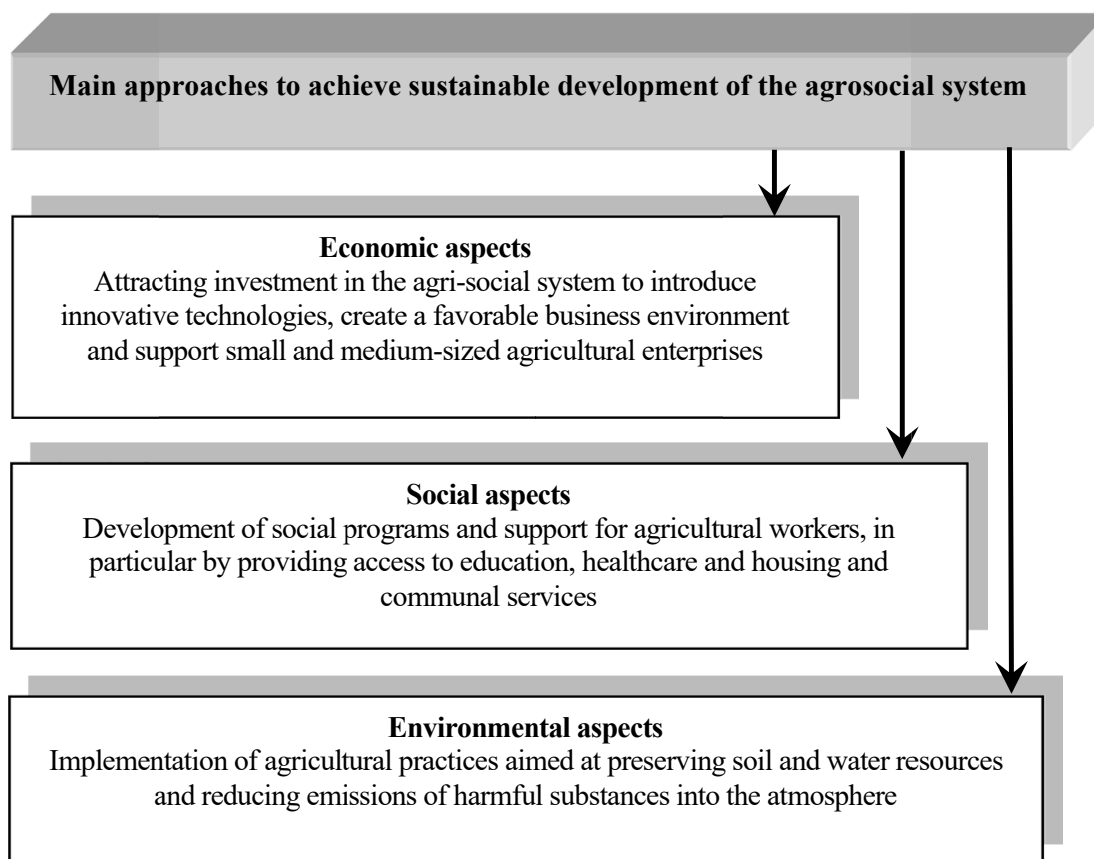 Main approaches to achieve sustainable development of the agrosocial system
Economic aspects
Attracting investment in the agri-social system to introduce
innovative technologies, create a favorable business environment
and support small and medium-sized agricultural enterprises
Social aspects
Development of social programs and support for agricultural workers, in
particular by providing access to education, healthcare and housing and
communal services
Environmental aspects
Implementation of agricultural practices aimed at preserving soil and water resources
and reducing emissions of harmful substances into the atmosphere